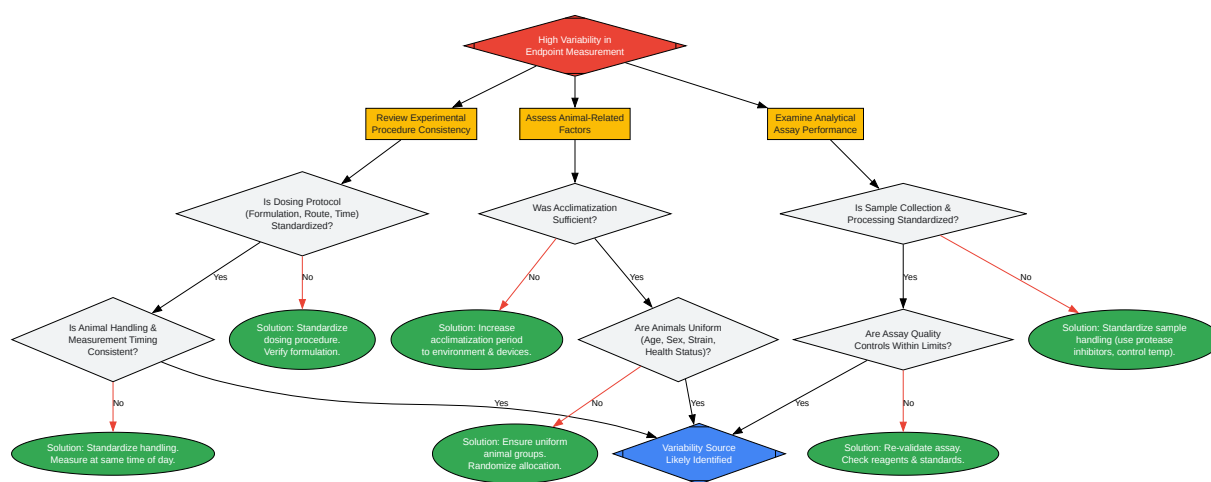 High Variability in
Endpoint Measurement
Review Experimental
Procedure Consistency
Assess Animal-Related
Factors
Examine Analytical
Assay Performance
Is Dosing Protocol
(Formulation, Route, Time)
Standardized?
Was Acclimatization
Sufficient?
Is Sample Collection &
Processing Standardized?
Yes
No
No
Yes
Yes
No
Is Animal Handling &
Measurement Timing
Consistent?
Solution: Standardize
dosing procedure.
Verify formulation.
Solution: Increase
acclimatization period
to environment & devices.
Are Animals Uniform
(Age, Sex, Strain,
Health Status)?
Are Assay Quality
Controls Within Limits?
Solution: Standardize sample
handling (use protease
inhibitors, control temp).
No
Yes
No
Yes
Yes
No
Solution: Standardize handling.
Measure at same time of day.
Solution: Ensure uniform
animal groups.
Randomize allocation.
Variability Source
Likely Identified
Solution: Re-validate assay.
Check reagents & standards.